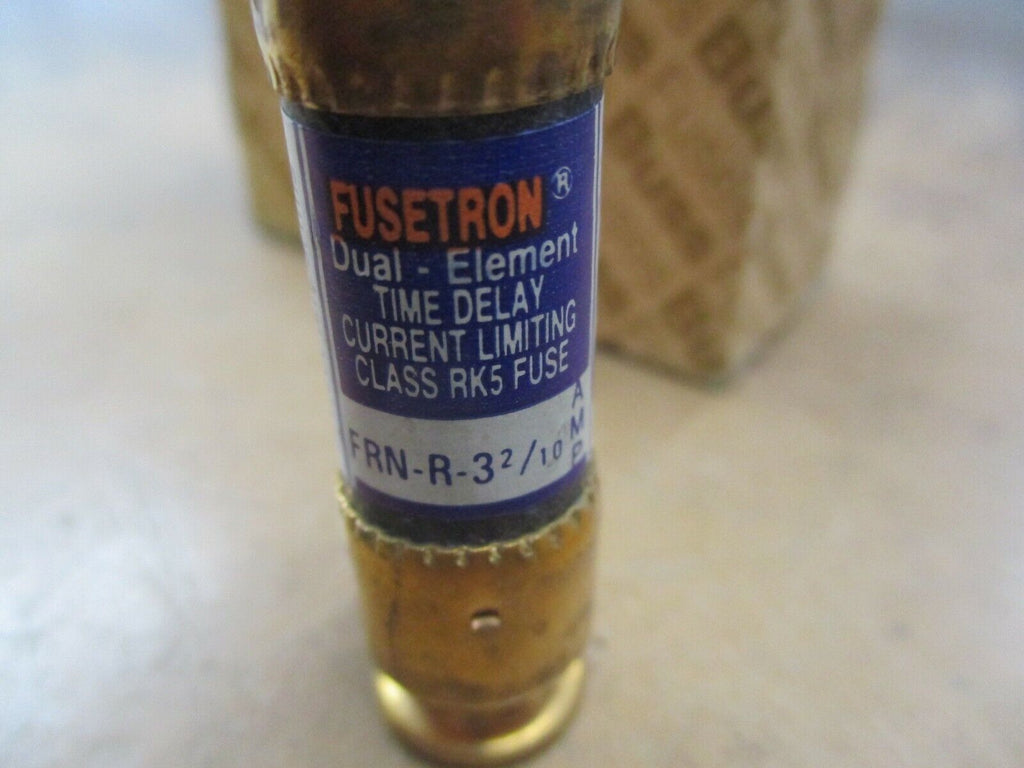 FUSETRON®
Dual - Element
TIME DELAY
CURRENT LIMITING
CLASS RK5 FUSE
FRN-R-3 2/10 AMP